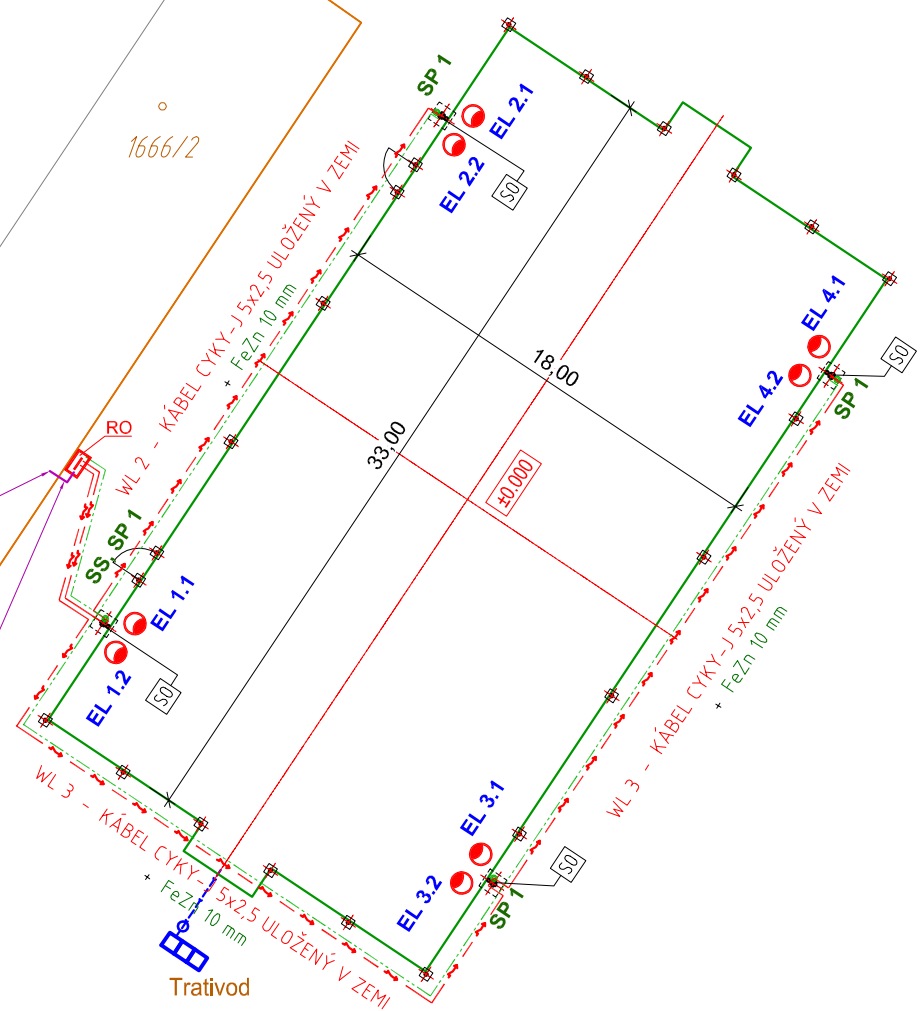 SP 1
EL 2.1
EL 2.2
S0
1666/2
WL 2 - KÁBEL CYKY-J 5x2,5 ULOŽENÝ V ZEMI
+ FeZn 10 mm
EL 4.1
EL 4.2
S0
SP 1
18,00
33,00
±0.000
RO
SS, SP 1
EL 1.1
EL 1.2
S0
WL 3 - KÁBEL CYKY-J 5x2,5 ULOŽENÝ V ZEMI
+ FeZn 10 mm
EL 3.1
EL 3.2
S0
SP 1
WL 3 - KÁBEL CYKY-J 5x2,5 ULOŽENÝ V ZEMI
+ FeZn 10 mm
Trativod